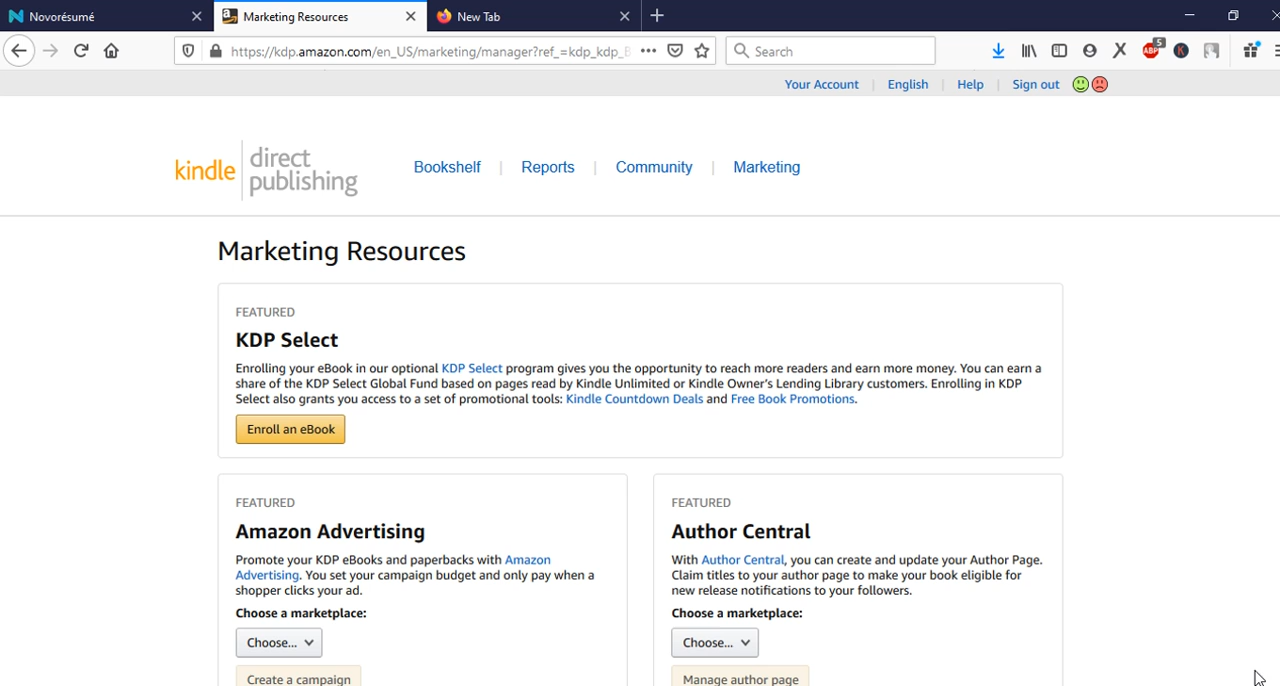 Novorésumé
Marketing Resources
New Tab
https://kdp.amazon.com/en_US/marketing/manager?ref_=kdp_kdp_
Search
5
Your Account | English | Help | Sign out
kindle direct publishing
Bookshelf | Reports | Community | Marketing
Marketing Resources
FEATURED
KDP Select
Enrolling your eBook in our optional KDP Select program gives you the opportunity to reach more readers and earn more money. You can earn a
share of the KDP Select Global Fund based on pages read by Kindle Unlimited or Kindle Owner's Lending Library customers. Enrolling in KDP
Select also grants you access to a set of promotional tools: Kindle Countdown Deals and Free Book Promotions.
Enroll an eBook
FEATURED
Amazon Advertising
Promote your KDP eBooks and paperbacks with Amazon
Advertising. You set your campaign budget and only pay when a
shopper clicks your ad.
Choose a marketplace:
Choose...
Create a campaign
FEATURED
Author Central
With Author Central, you can create and update your Author Page.
Claim titles to your author page to make your book eligible for
new release notifications to your followers.
Choose a marketplace:
Choose...
Manage author page